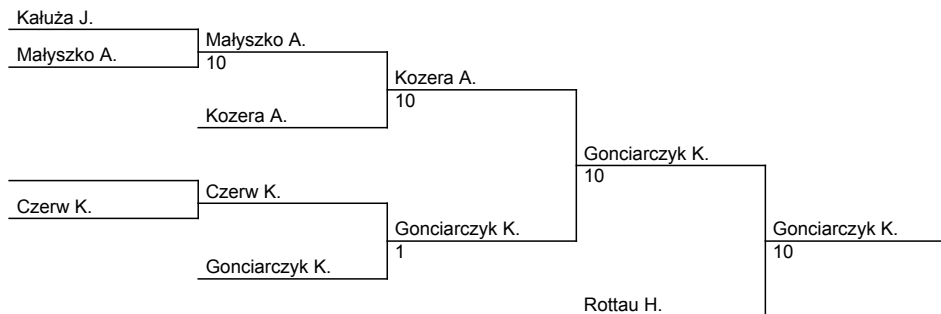 Kałuża J.
Małyszko A.
Małyszko A.
10
Kozera A.
10
Kozera A.
Gonciarczyk K.
10
Czerw K.
Czerw K.
Gonciarczyk K.
1
Gonciarczyk K.
10
Gonciarczyk K.
Rottau H.